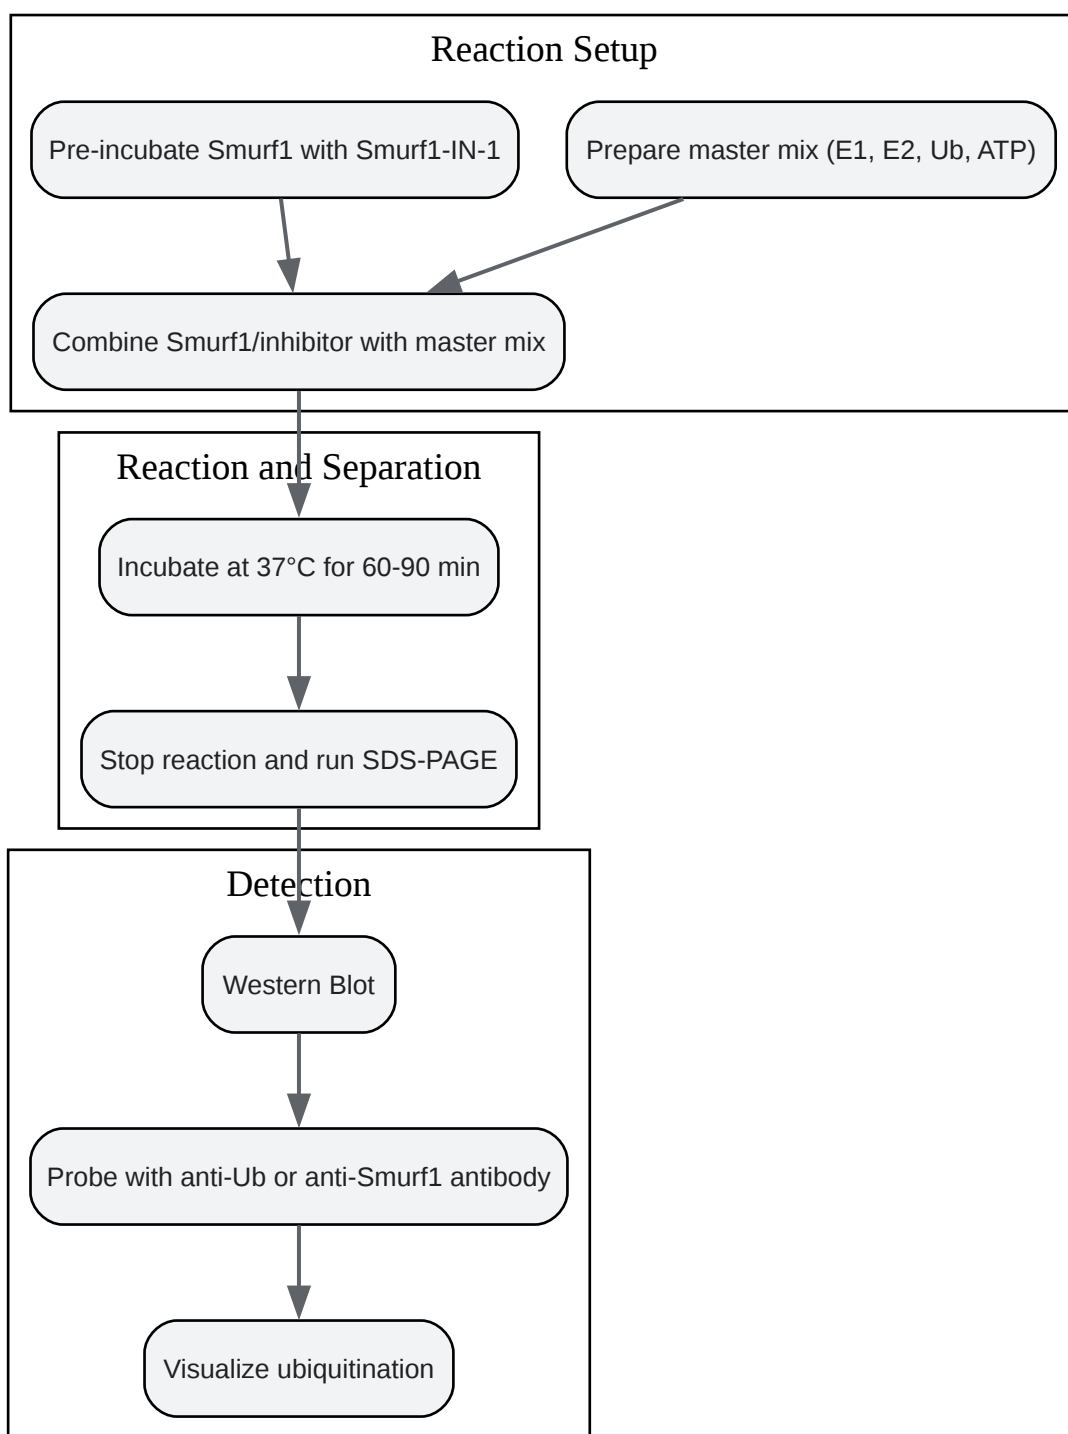 Reaction Setup
Pre-incubate Smurf1 with Smurf1-IN-1
Prepare master mix (E1, E2, Ub, ATP)
Combine Smurf1/inhibitor with master mix
Reaction and Separation
Incubate at 37°C for 60-90 min
Stop reaction and run SDS-PAGE
Detection
Western Blot
Probe with anti-Ub or anti-Smurf1 antibody
Visualize ubiquitination